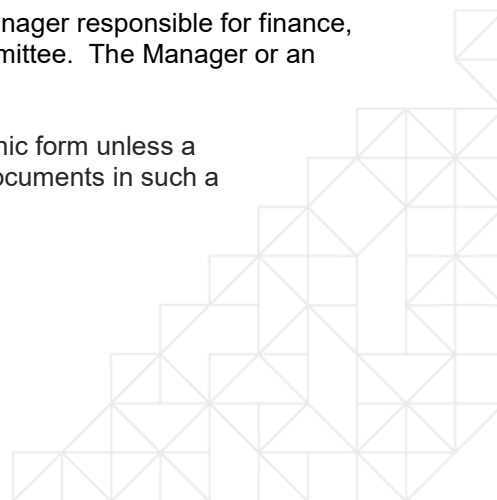 nager responsible for finance,
mittee. The Manager or an
nic form unless a
ocuments in such a